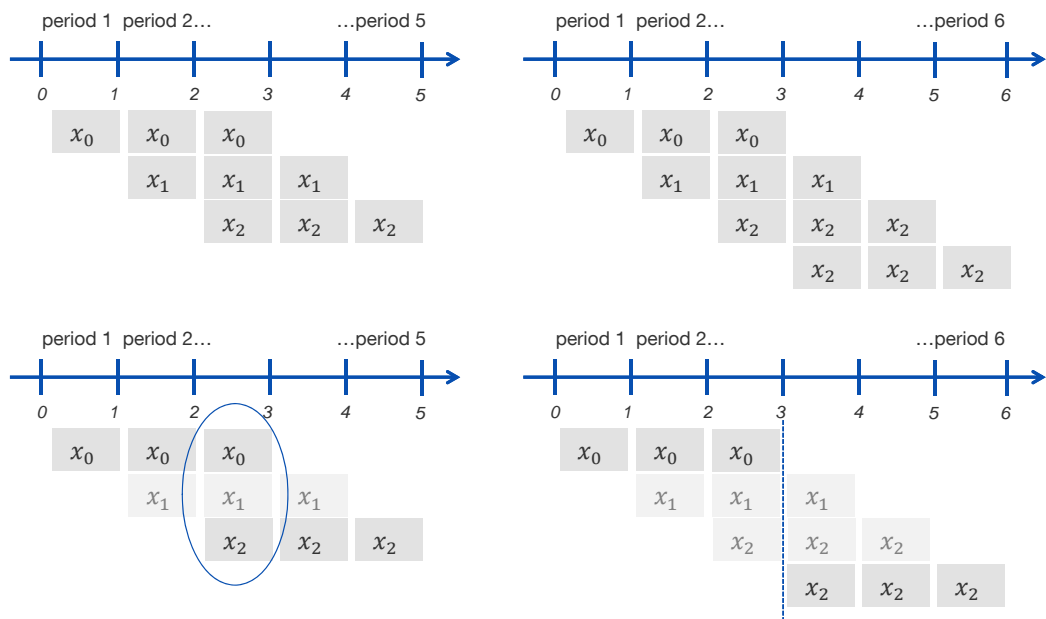 period 1 period 2… …period 5
0 1 2 3 4 5
x₀ x₀ x₀
x₁ x₁ x₁
x₂ x₂ x₂
period 1 period 2… …period 6
0 1 2 3 4 5 6
x₀ x₀ x₀
x₁ x₁ x₁
x₂ x₂ x₂
x₂ x₂ x₂
period 1 period 2… …period 5
0 1 2 3 4 5
x₀ x₀ x₀
x₁ x₁ x₁
x₂ x₂ x₂
period 1 period 2… …period 6
0 1 2 3 4 5 6
x₀ x₀ x₀
x₁ x₁ x₁
x₂ x₂ x₂
x₂ x₂ x₂